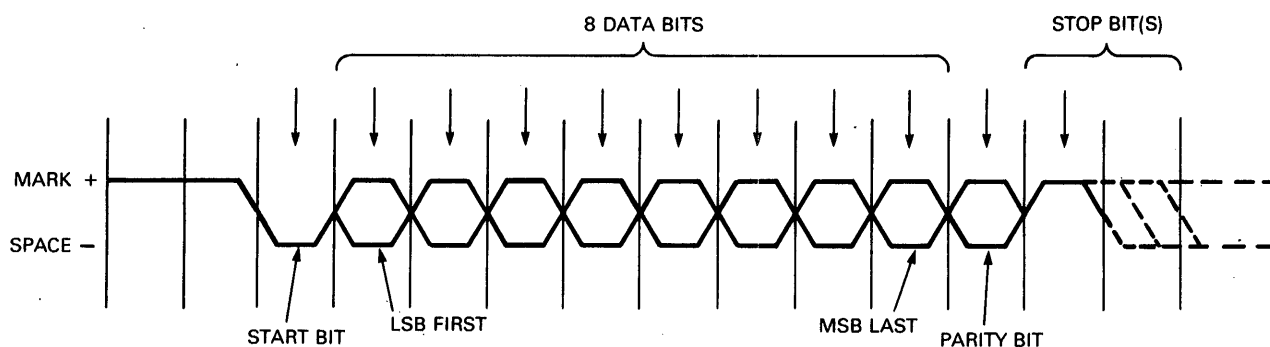 8 DATA BITS
STOP BIT(S)
MARK +
SPACE −
START BIT
LSB FIRST
MSB LAST
PARITY BIT